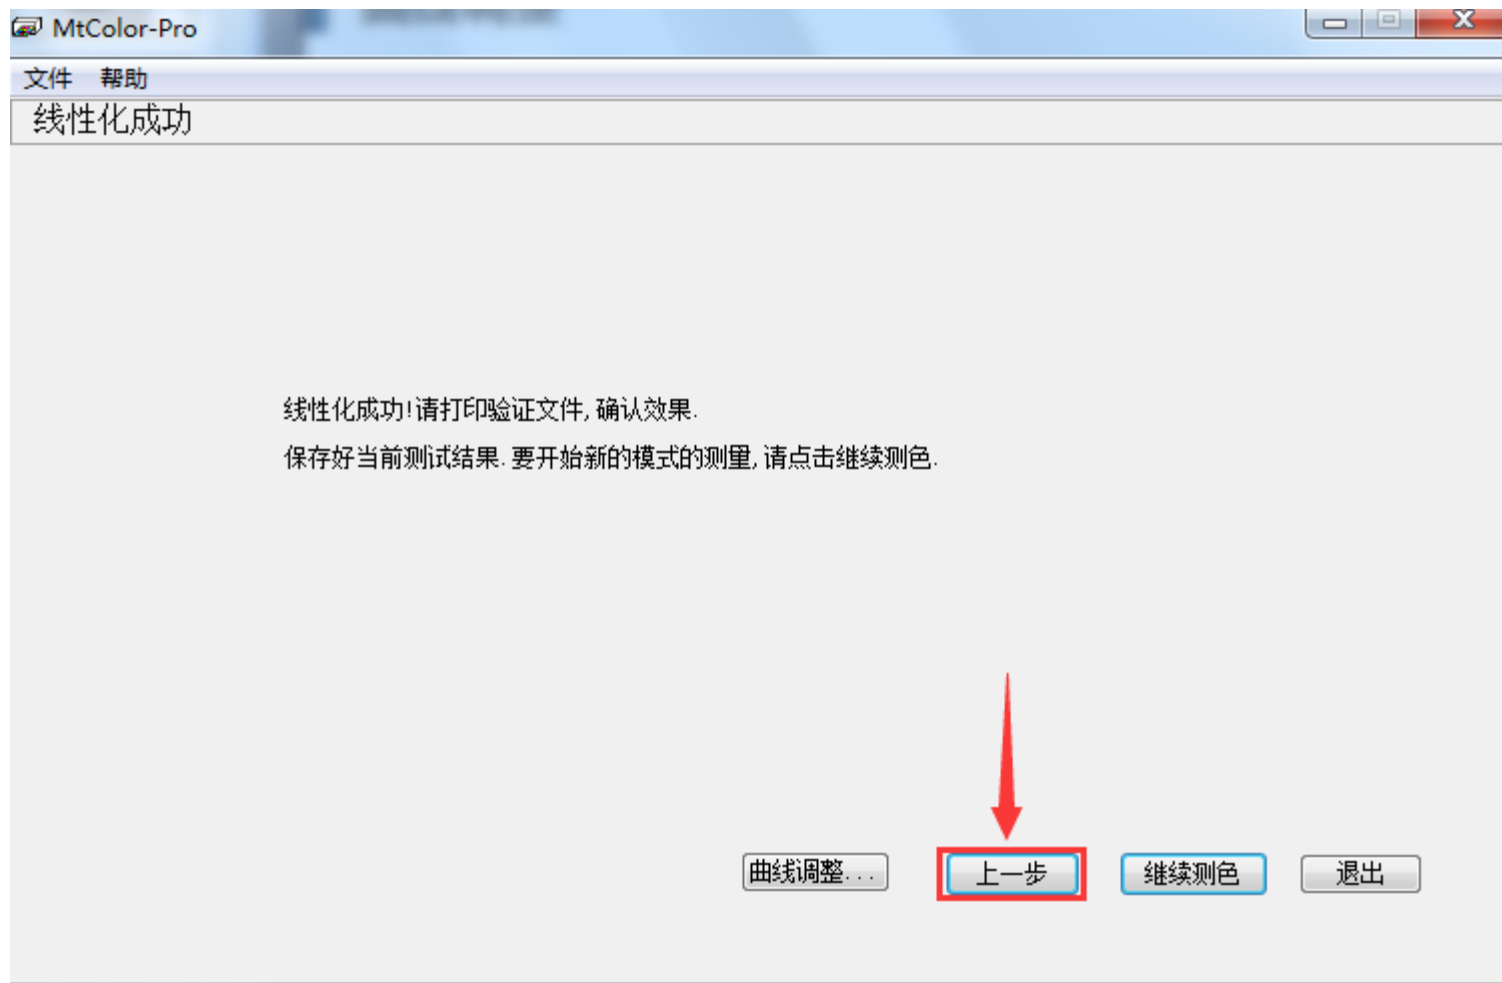 MtColor-Pro
文件 帮助
线性化成功
线性化成功!请打印验证文件,确认效果.
保存好当前测试结果.要开始新的模式的测量,请点击继续测色.
曲线调整... 上一步 继续测色 退出